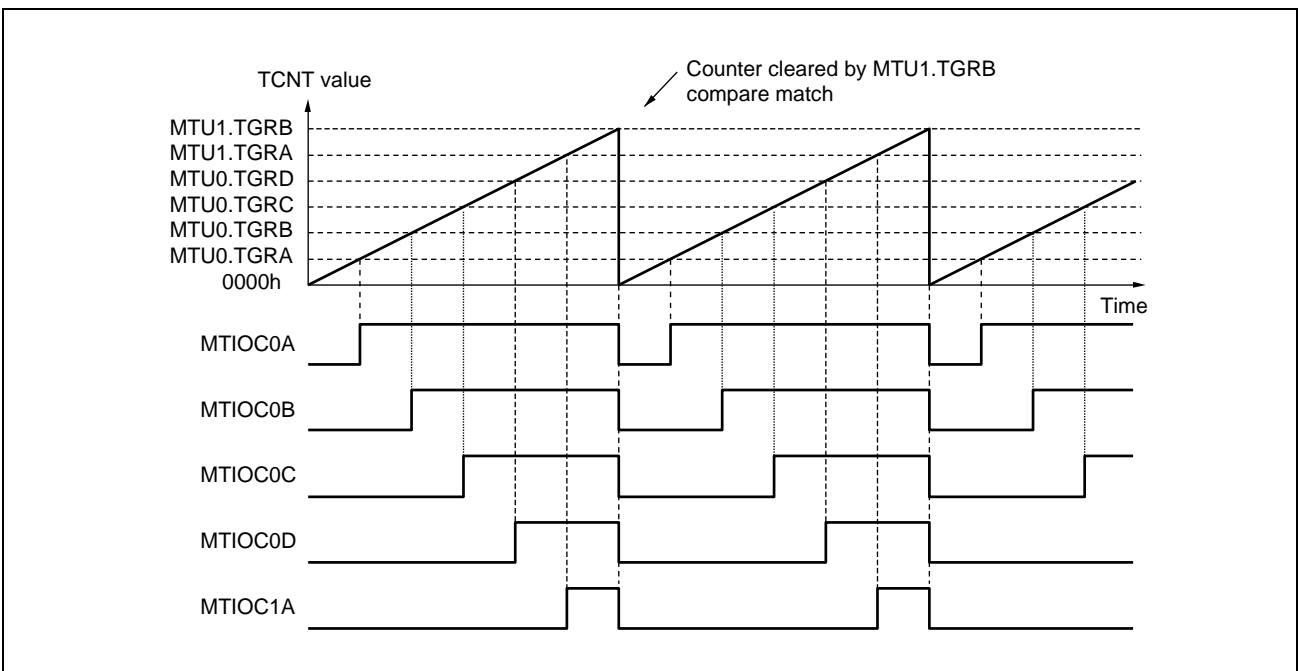 TCNT value
Counter cleared by MTU1.TGRB
compare match
MTU1.TGRB
MTU1.TGRA
MTU0.TGRD
MTU0.TGRC
MTU0.TGRB
MTU0.TGRA
0000h
Time
MTIOC0A
MTIOC0B
MTIOC0C
MTIOC0D
MTIOC1A